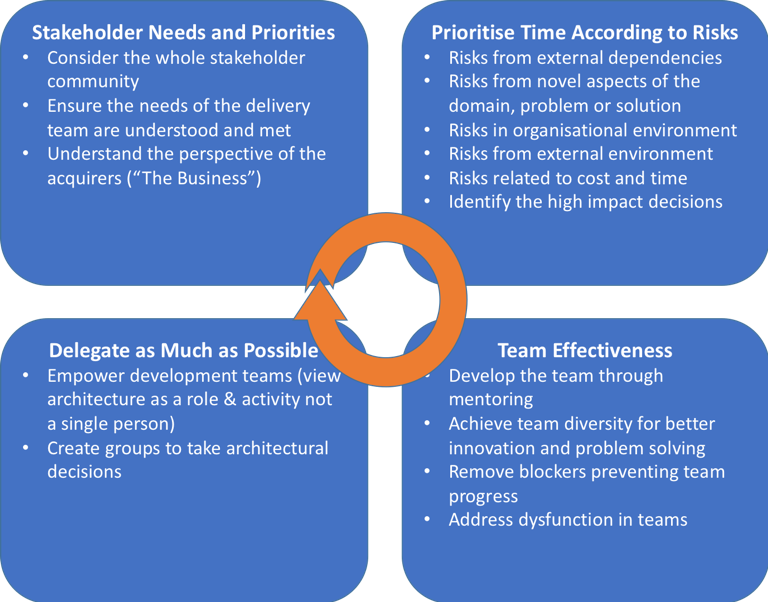 Stakeholder Needs and Priorities
• Consider the whole stakeholder
community
• Ensure the needs of the delivery
team are understood and met
• Understand the perspective of the
acquirers (“The Business”)
Prioritise Time According to Risks
• Risks from external dependencies
• Risks from novel aspects of the
domain, problem or solution
• Risks in organisational environment
• Risks from external environment
• Risks related to cost and time
• Identify the high impact decisions
Delegate as Much as Possible
• Empower development teams (view
architecture as a role & activity not
a single person)
• Create groups to take architectural
decisions
Team Effectiveness
• Develop the team through
mentoring
• Achieve team diversity for better
innovation and problem solving
• Remove blockers preventing team
progress
• Address dysfunction in teams